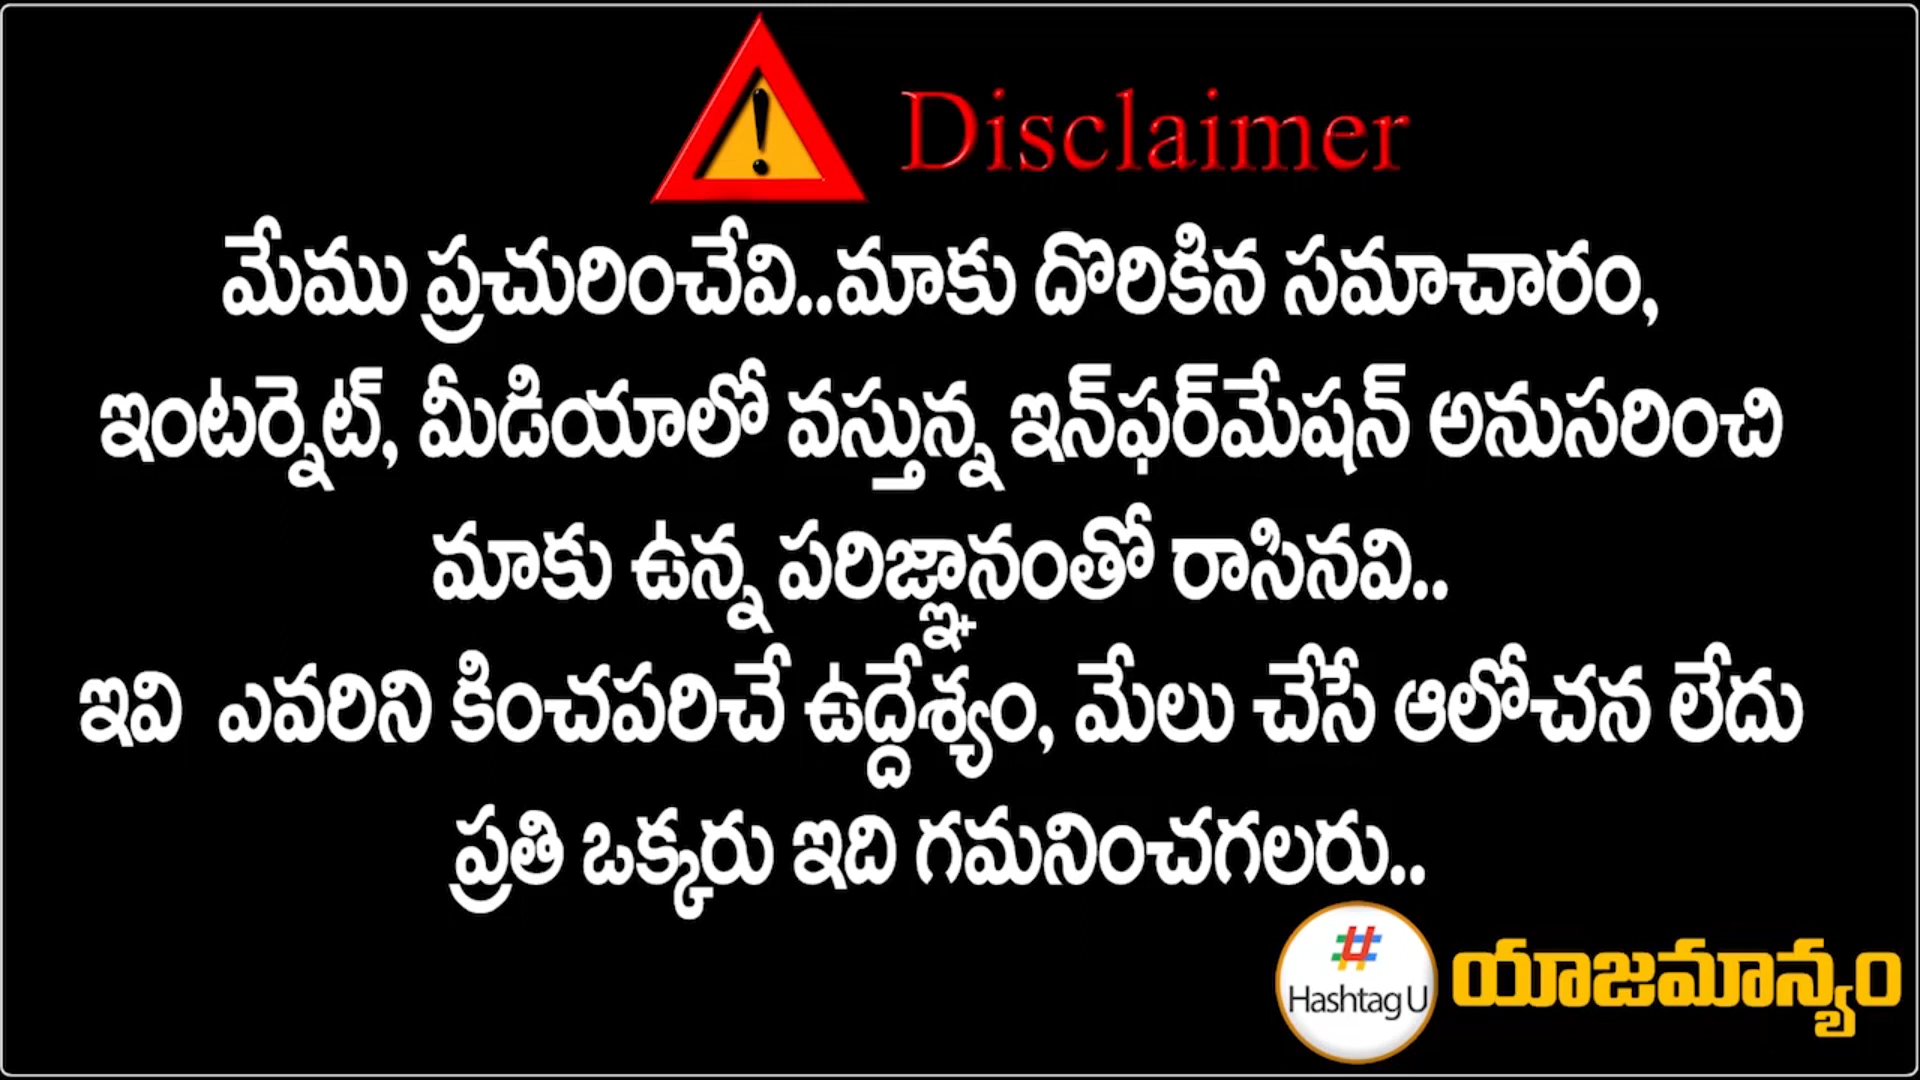 Disclaimer
మేము ప్రచురించేవి..మాకు దొరికిన సమాచారం,
ఇంటర్నెట్, మీడియాలో వస్తున్న ఇన్‌ఫర్‌మేషన్ అనుసరించి
మాకు ఉన్న పరిజ్ఞానంతో రాసినవి..
ఇవి ఎవరిని కించపరిచే ఉద్దేశ్యం, మేలు చేసే ఆలోచన లేదు
ప్రతి ఒక్కరు ఇది గమనించగలరు..
Hashtag U
యాజమాన్యం